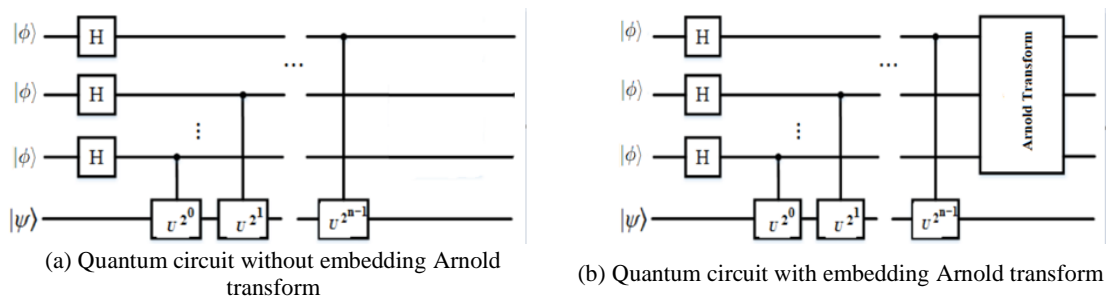 |ϕ⟩ H
...
|ϕ⟩ H
⋮
|ϕ⟩ H
|ψ⟩ U^{2^0} U^{2^1} U^{2^{n-1}}
(a) Quantum circuit without embedding Arnold
transform
|ϕ⟩ H
...
|ϕ⟩ H
⋮
|ϕ⟩ H
Arnold Transform
|ψ⟩ U^{2^0} U^{2^1} U^{2^{n-1}}
(b) Quantum circuit with embedding Arnold transform